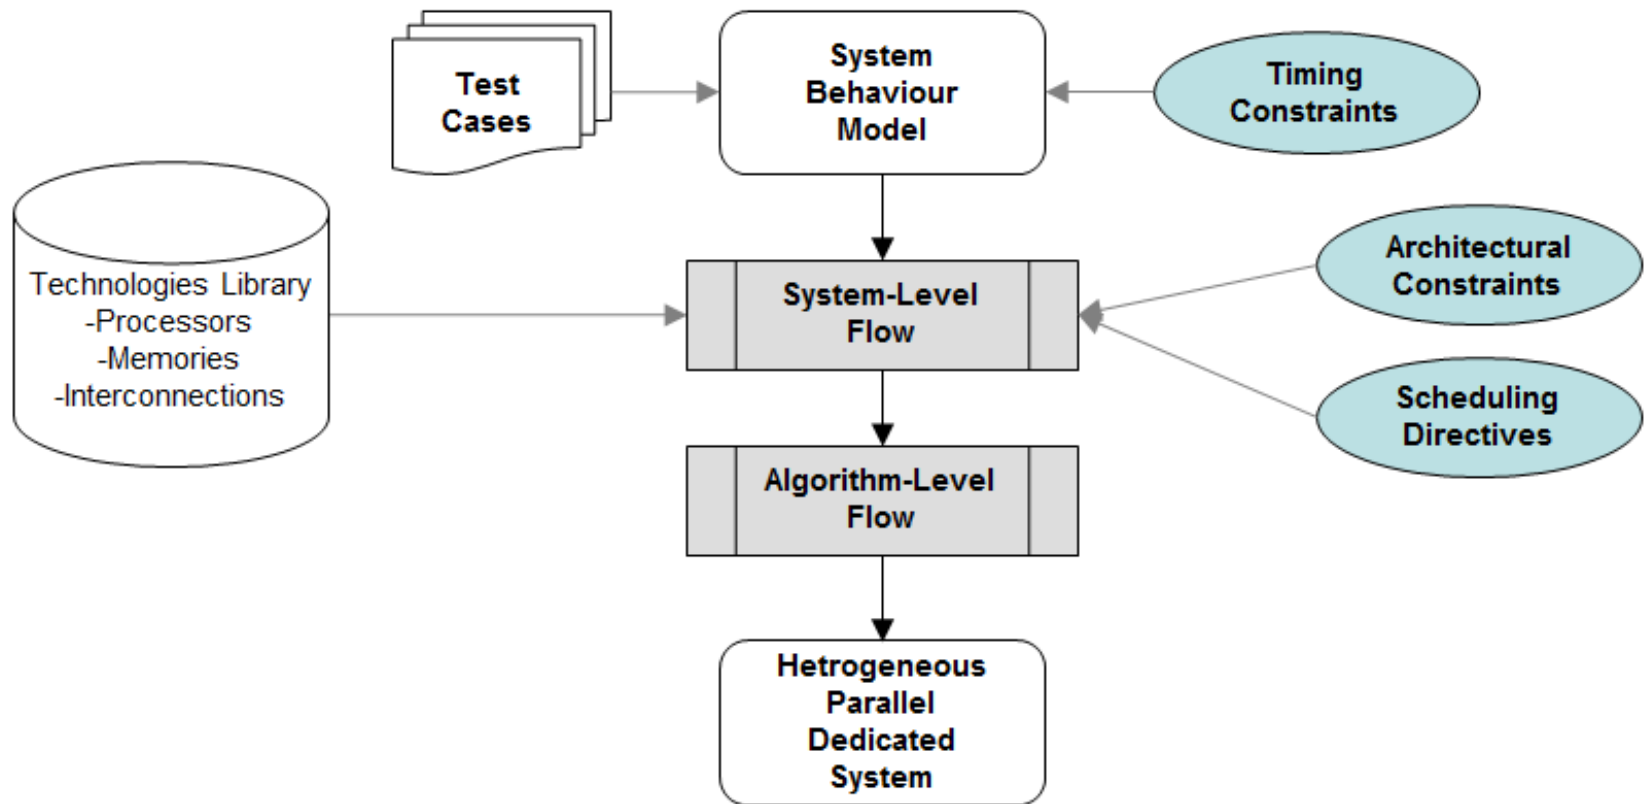 Test
Cases
System
Behaviour
Model
Timing
Constraints
Technologies Library
-Processors
-Memories
-Interconnections
System-Level
Flow
Architectural
Constraints
Scheduling
Directives
Algorithm-Level
Flow
Hetrogeneous
Parallel
Dedicated
System